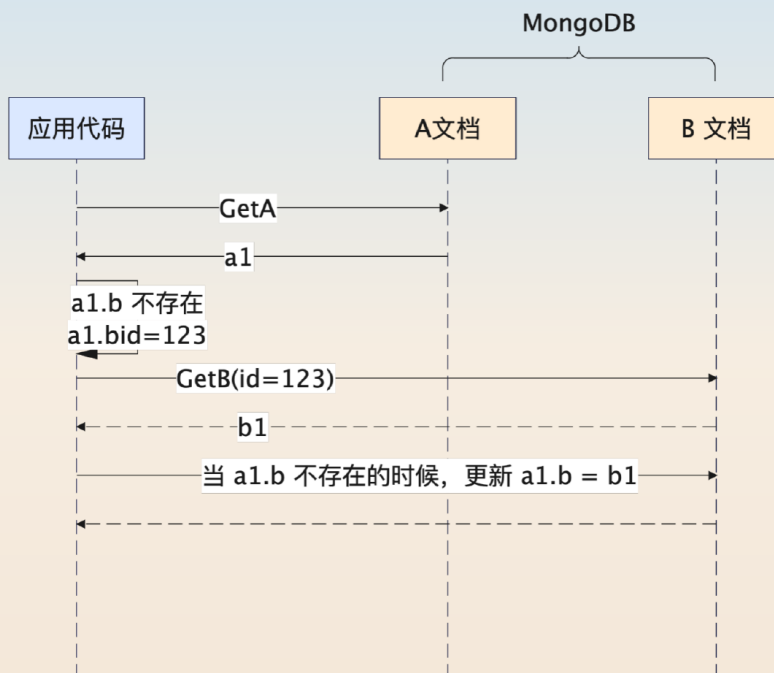 MongoDB
应用代码
A文档
B 文档
GetA
a1
a1.b 不存在
a1.bid=123
GetB(id=123)
b1
当 a1.b 不存在的时候，更新 a1.b = b1